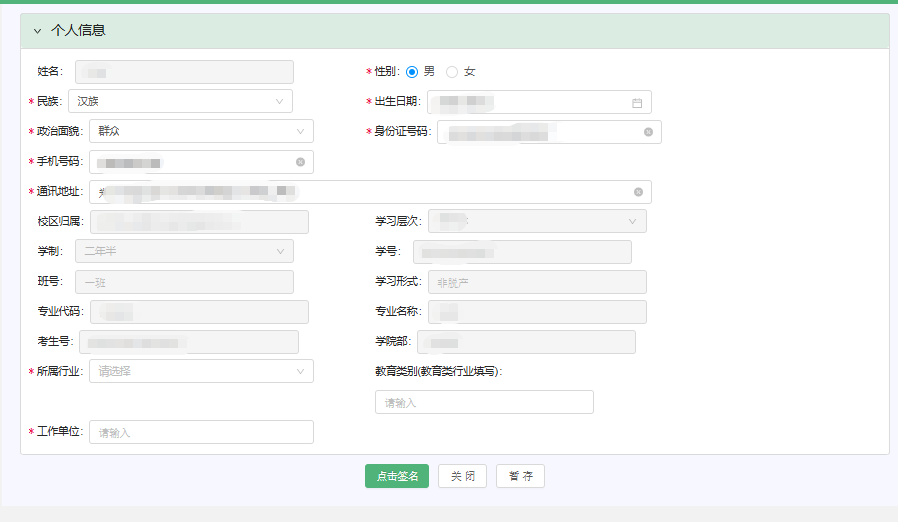 个人信息
姓名： *性别： 男 女
*民族： 汉族 *出生日期：
*政治面貌： 群众 *身份证号码：
*手机号码：
*通讯地址：
校区归属： 学习层次：
学制： 二年半 学号：
班号： 一班 学习形式： 非脱产
专业代码： 专业名称：
考生号： 学院部：
*所属行业： 请选择 教育类别(教育类行业填写)：
请输入
*工作单位： 请输入
点击签名 关 闭 暂 存